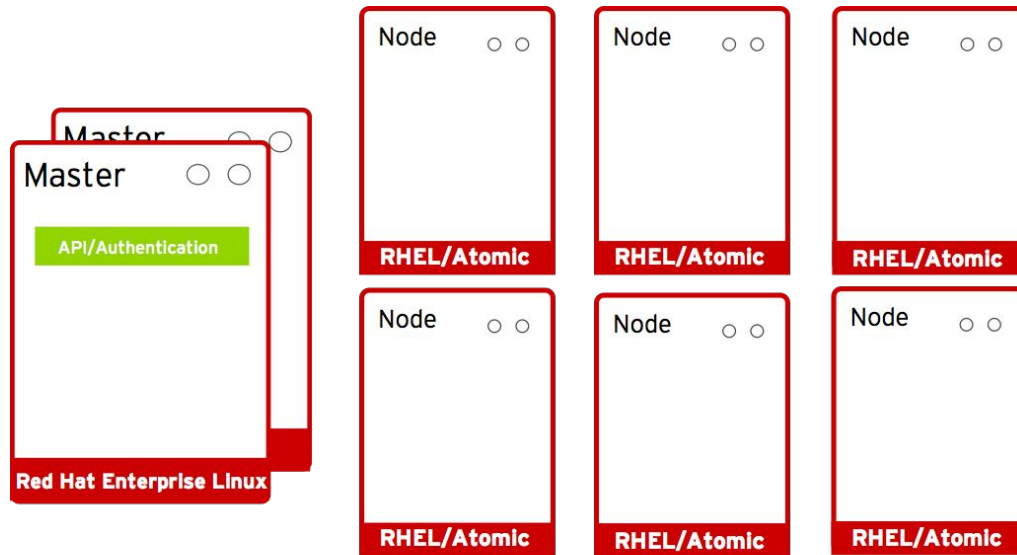 Master
Master
API/Authentication
Red Hat Enterprise Linux
Node
RHEL/Atomic
Node
RHEL/Atomic
Node
RHEL/Atomic
Node
RHEL/Atomic
Node
RHEL/Atomic
Node
RHEL/Atomic